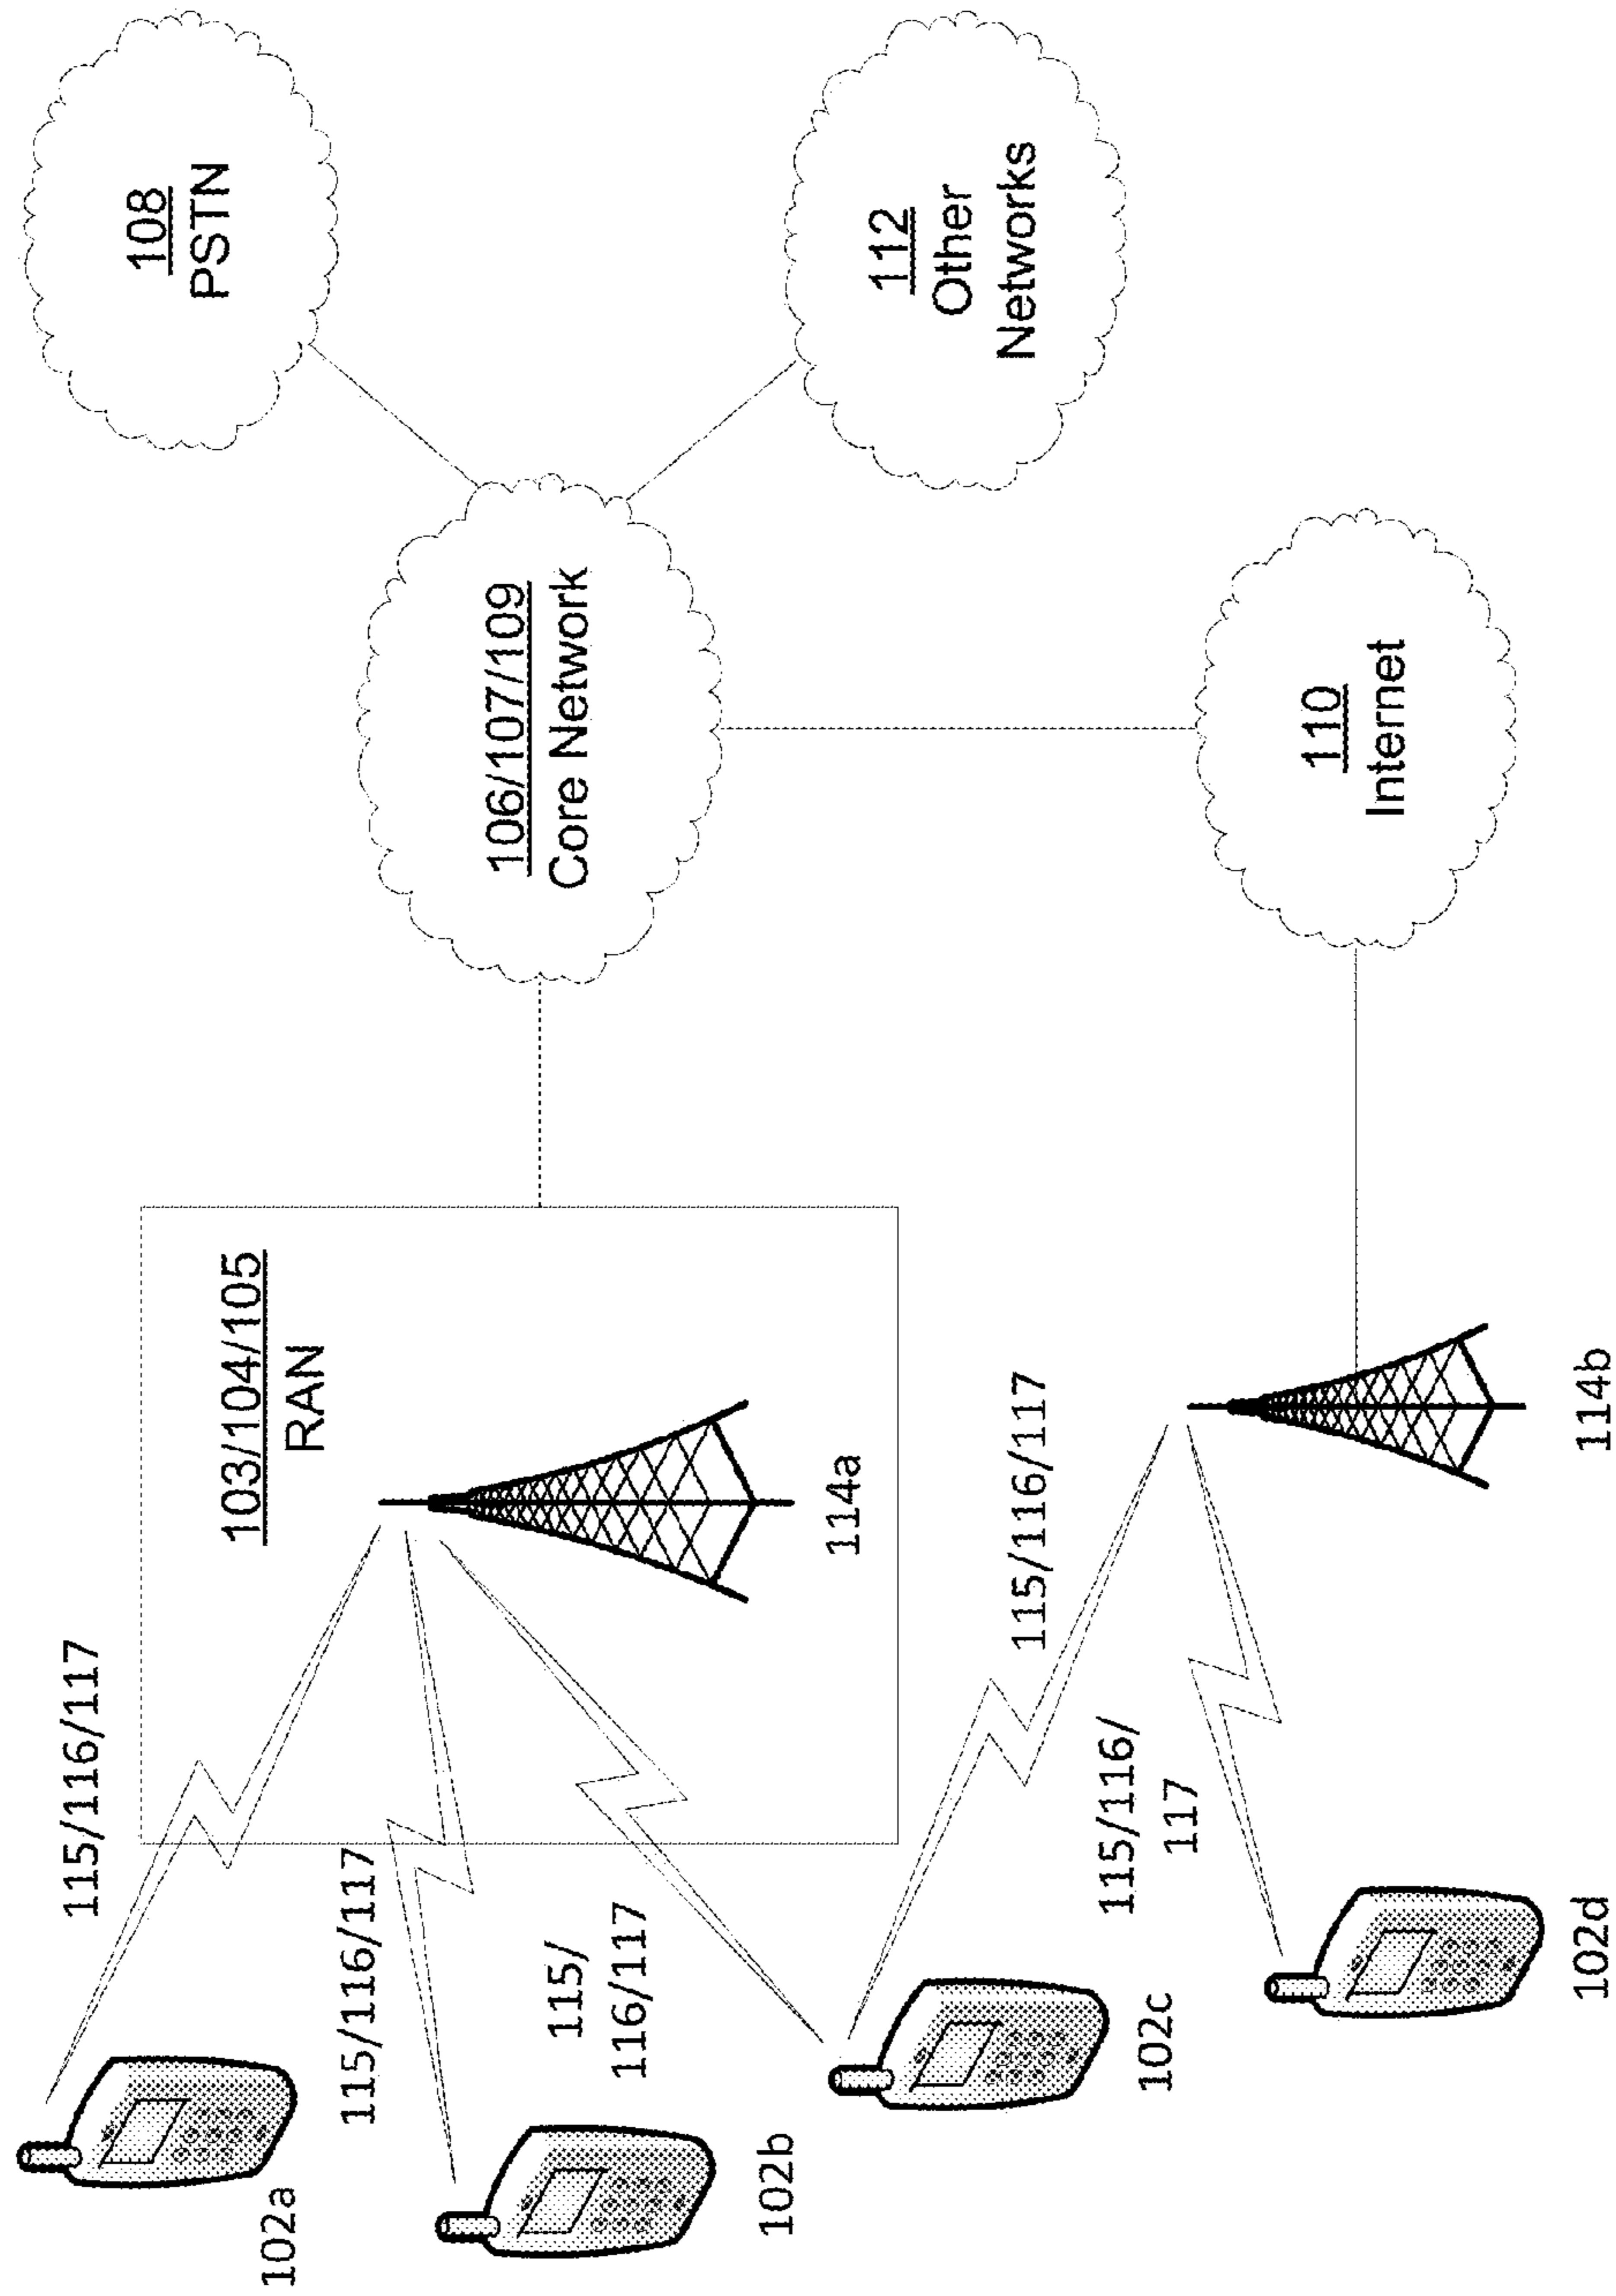 102a
115/116/117
103/104/105
RAN
108
PSTN
115/116/117
102b
106/107/109
Core Network
115/
116/117
114a
112
Other
Networks
102c
115/116/117
115/116/
117
110
Internet
102d
114b